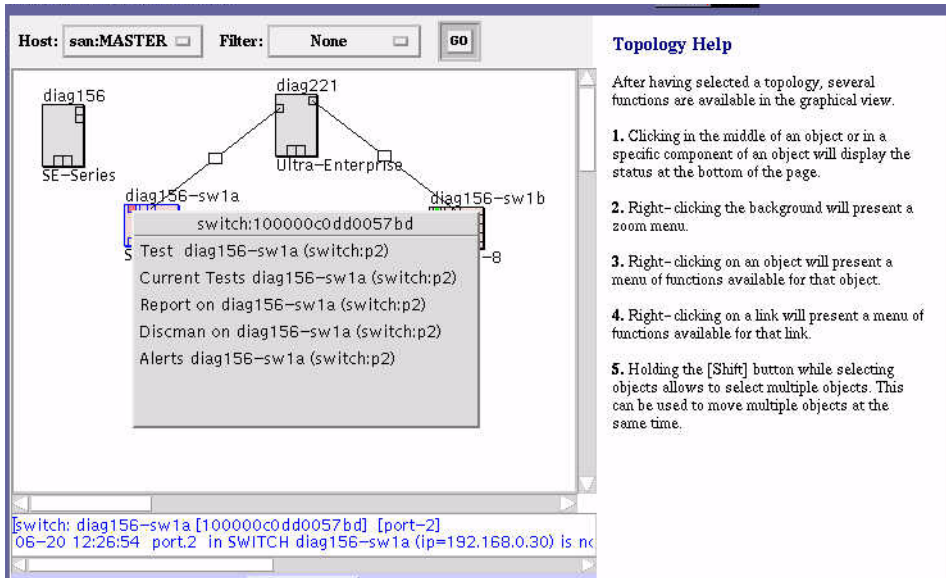 Host: san:MASTER Filter: None GO
diag156
SE-Series
diag221
Ultra-Enterprise
diag156-sw1a
diag156-sw1b
S
-8
switch:100000c0dd0057bd
Test diag156-sw1a (switch:p2)
Current Tests diag156-sw1a (switch:p2)
Report on diag156-sw1a (switch:p2)
Discman on diag156-sw1a (switch:p2)
Alerts diag156-sw1a (switch:p2)
switch: diag156-sw1a [100000c0dd0057bd] [port-2]
06-20 12:26:54 port.2 in SWITCH diag156-sw1a (ip=192.168.0.30) is
Topology Help
After having selected a topology, several
functions are available in the graphical view.
1. Clicking in the middle of an object or in a
specific component of an object will display the
status at the bottom of the page.
2. Right-clicking the background will present a
zoom menu.
3. Right-clicking on an object will present a
menu of functions available for that object.
4. Right-clicking on a link will present a menu of
functions available for that link.
5. Holding the [Shift] button while selecting
objects allows to select multiple objects. This
can be used to move multiple objects at the
same time.